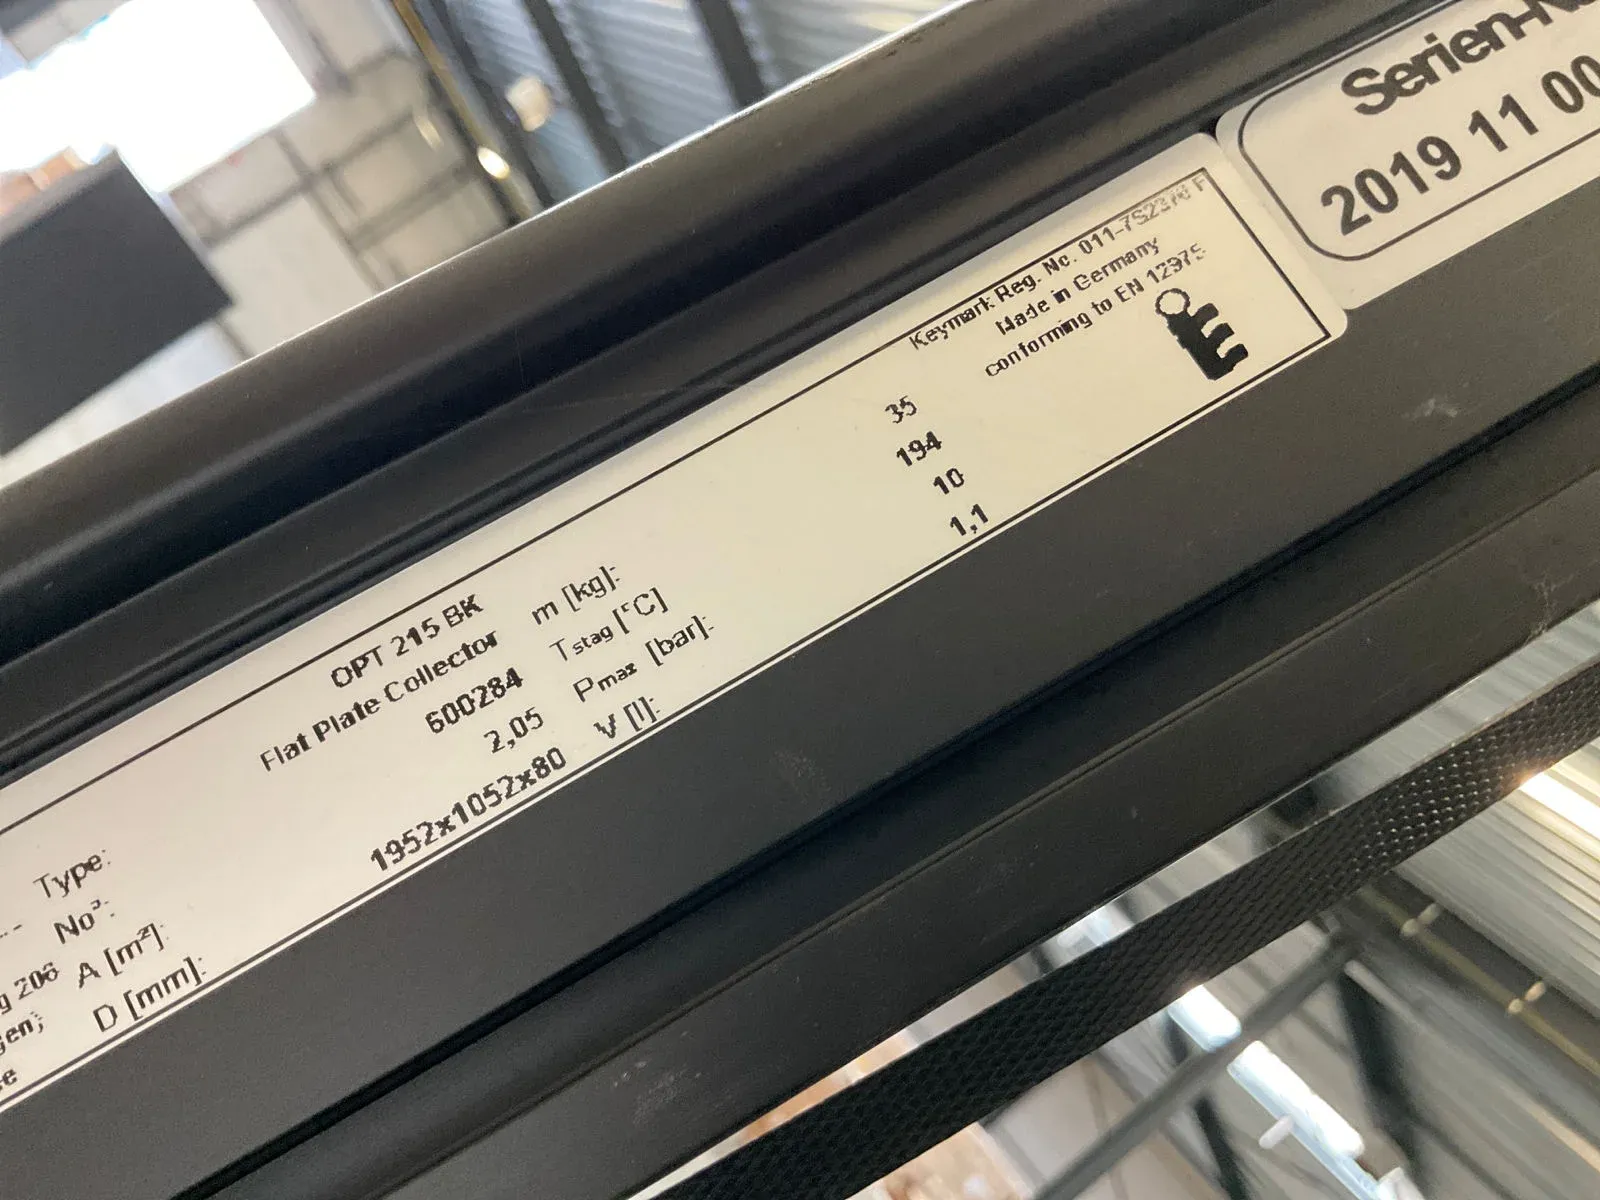 Serien-N
2019 11 00
Keymark Reg. No. 011-7S2376 F
Made in Germany
conforming to EN 12975
OPT 215 BK
Flat Plate Collector
Type:
No°:
600284
A [m²]:
2,05
D [mm]:
1952x1052x80
m [kg]:
35
Tstag [°C]
194
Pmax [bar]:
10
V [l]:
1,1
g 206
gen;